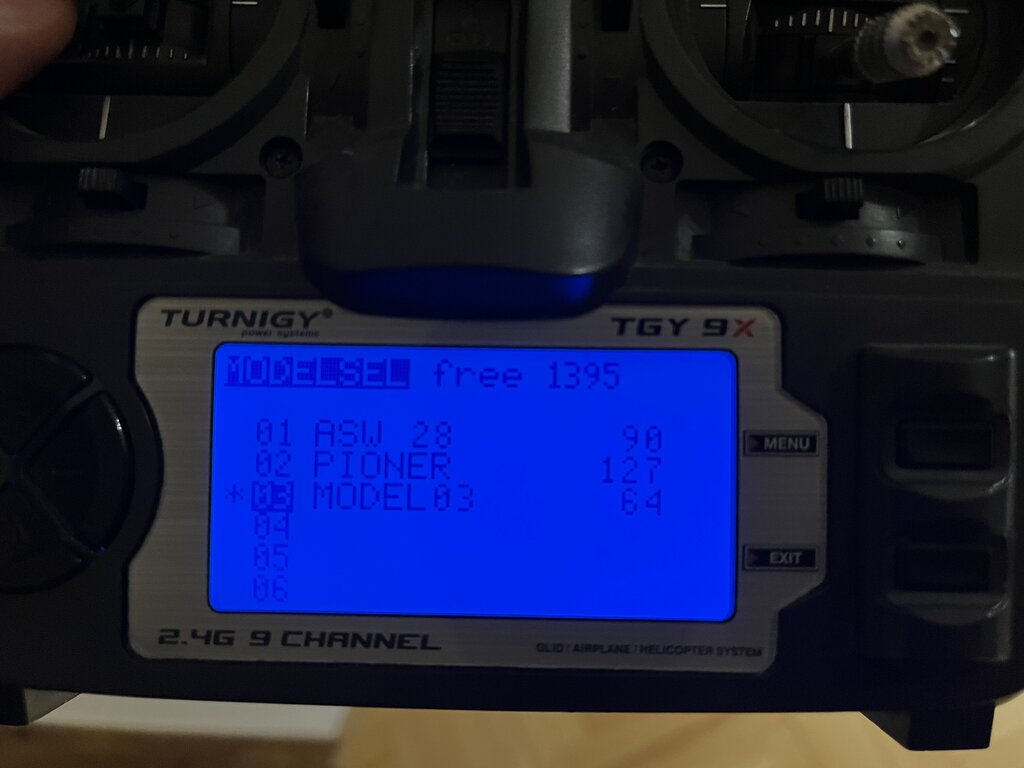 TURNIGY®
power systems
TGY 9X
MODELSEL free 1395
01 ASW 28 90
02 PIONER 127
*03 MODEL03 64
04
05
06
MENU
EXIT
2.4G 9 CHANNEL
GLID / AIRPLANE / HELICOPTER SYSTEM